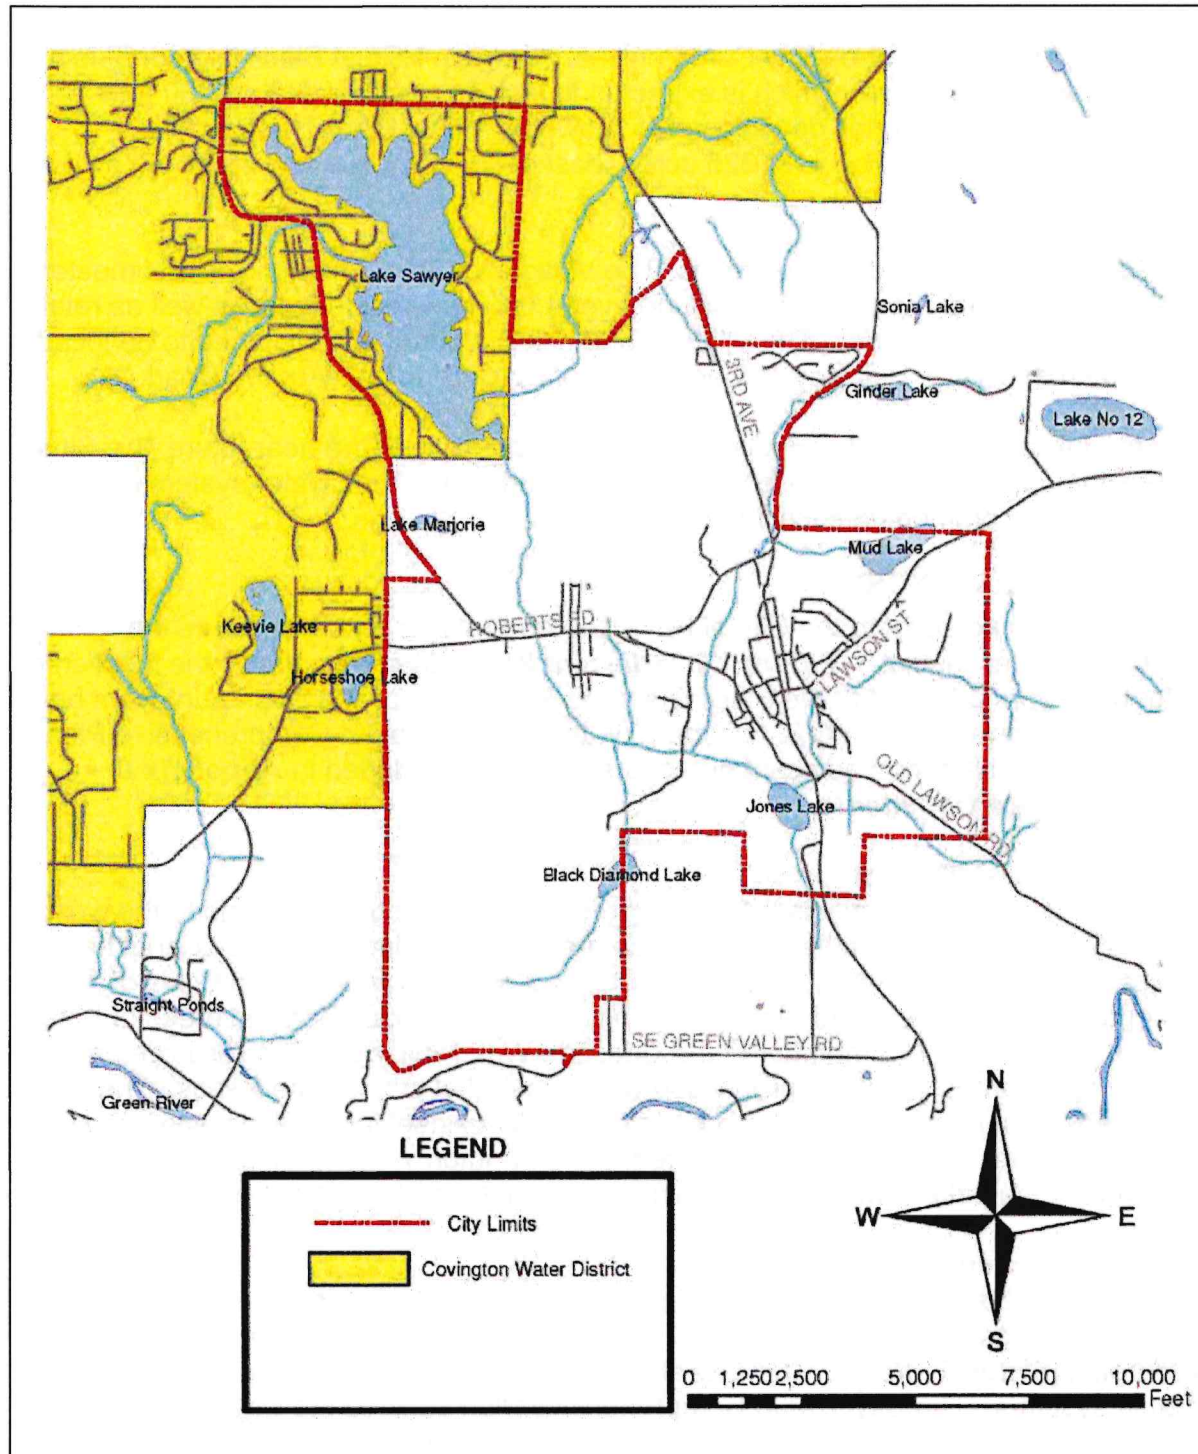 Lake Sawyer
Sonia Lake
3RD AVE
Ginder Lake
Lake No 12
Lake Marjorie
Mud Lake
ROBERTS RD
Keevie Lake
LAWSON ST
Horseshoe Lake
OLD LAWSON RD
Jones Lake
Black Diamond Lake
Straight Ponds
SE GREEN VALLEY RD
Green River
N
LEGEND
City Limits
W
E
Covington Water District
S
0 1,250 2,500 5,000 7,500 10,000
Feet